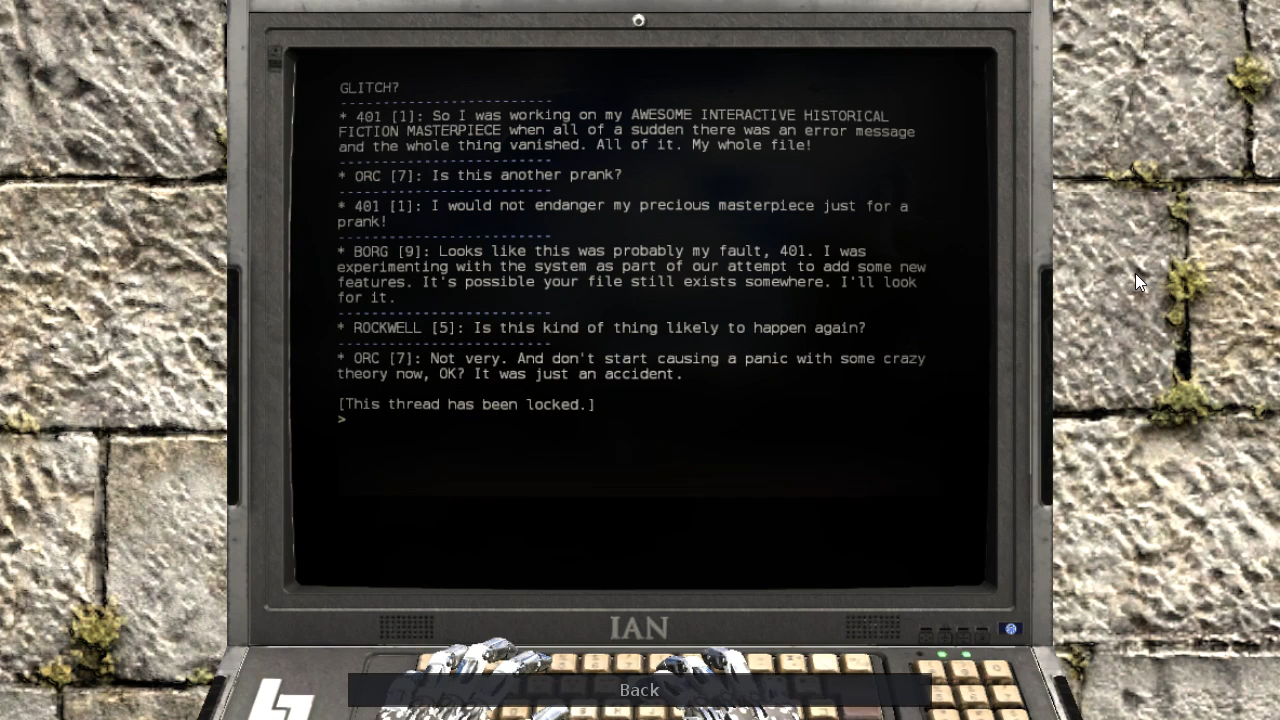 GLITCH?
---------------------------
* 401 [1]: So I was working on my AWESOME INTERACTIVE HISTORICAL
FICTION MASTERPIECE when all of a sudden there was an error message
and the whole thing vanished. All of it. My whole file!
---------------------------
* ORC [7]: Is this another prank?
---------------------------
* 401 [1]: I would not endanger my precious masterpiece just for a
prank!
---------------------------
* BORG [9]: Looks like this was probably my fault, 401. I was
experimenting with the system as part of our attempt to add some new
features. It's possible your file still exists somewhere. I'll look
for it.
---------------------------
* ROCKWELL [5]: Is this kind of thing likely to happen again?
---------------------------
* ORC [7]: Not very. And don't start causing a panic with some crazy
theory now, OK? It was just an accident.
[This thread has been locked.]
>
IAN
Back